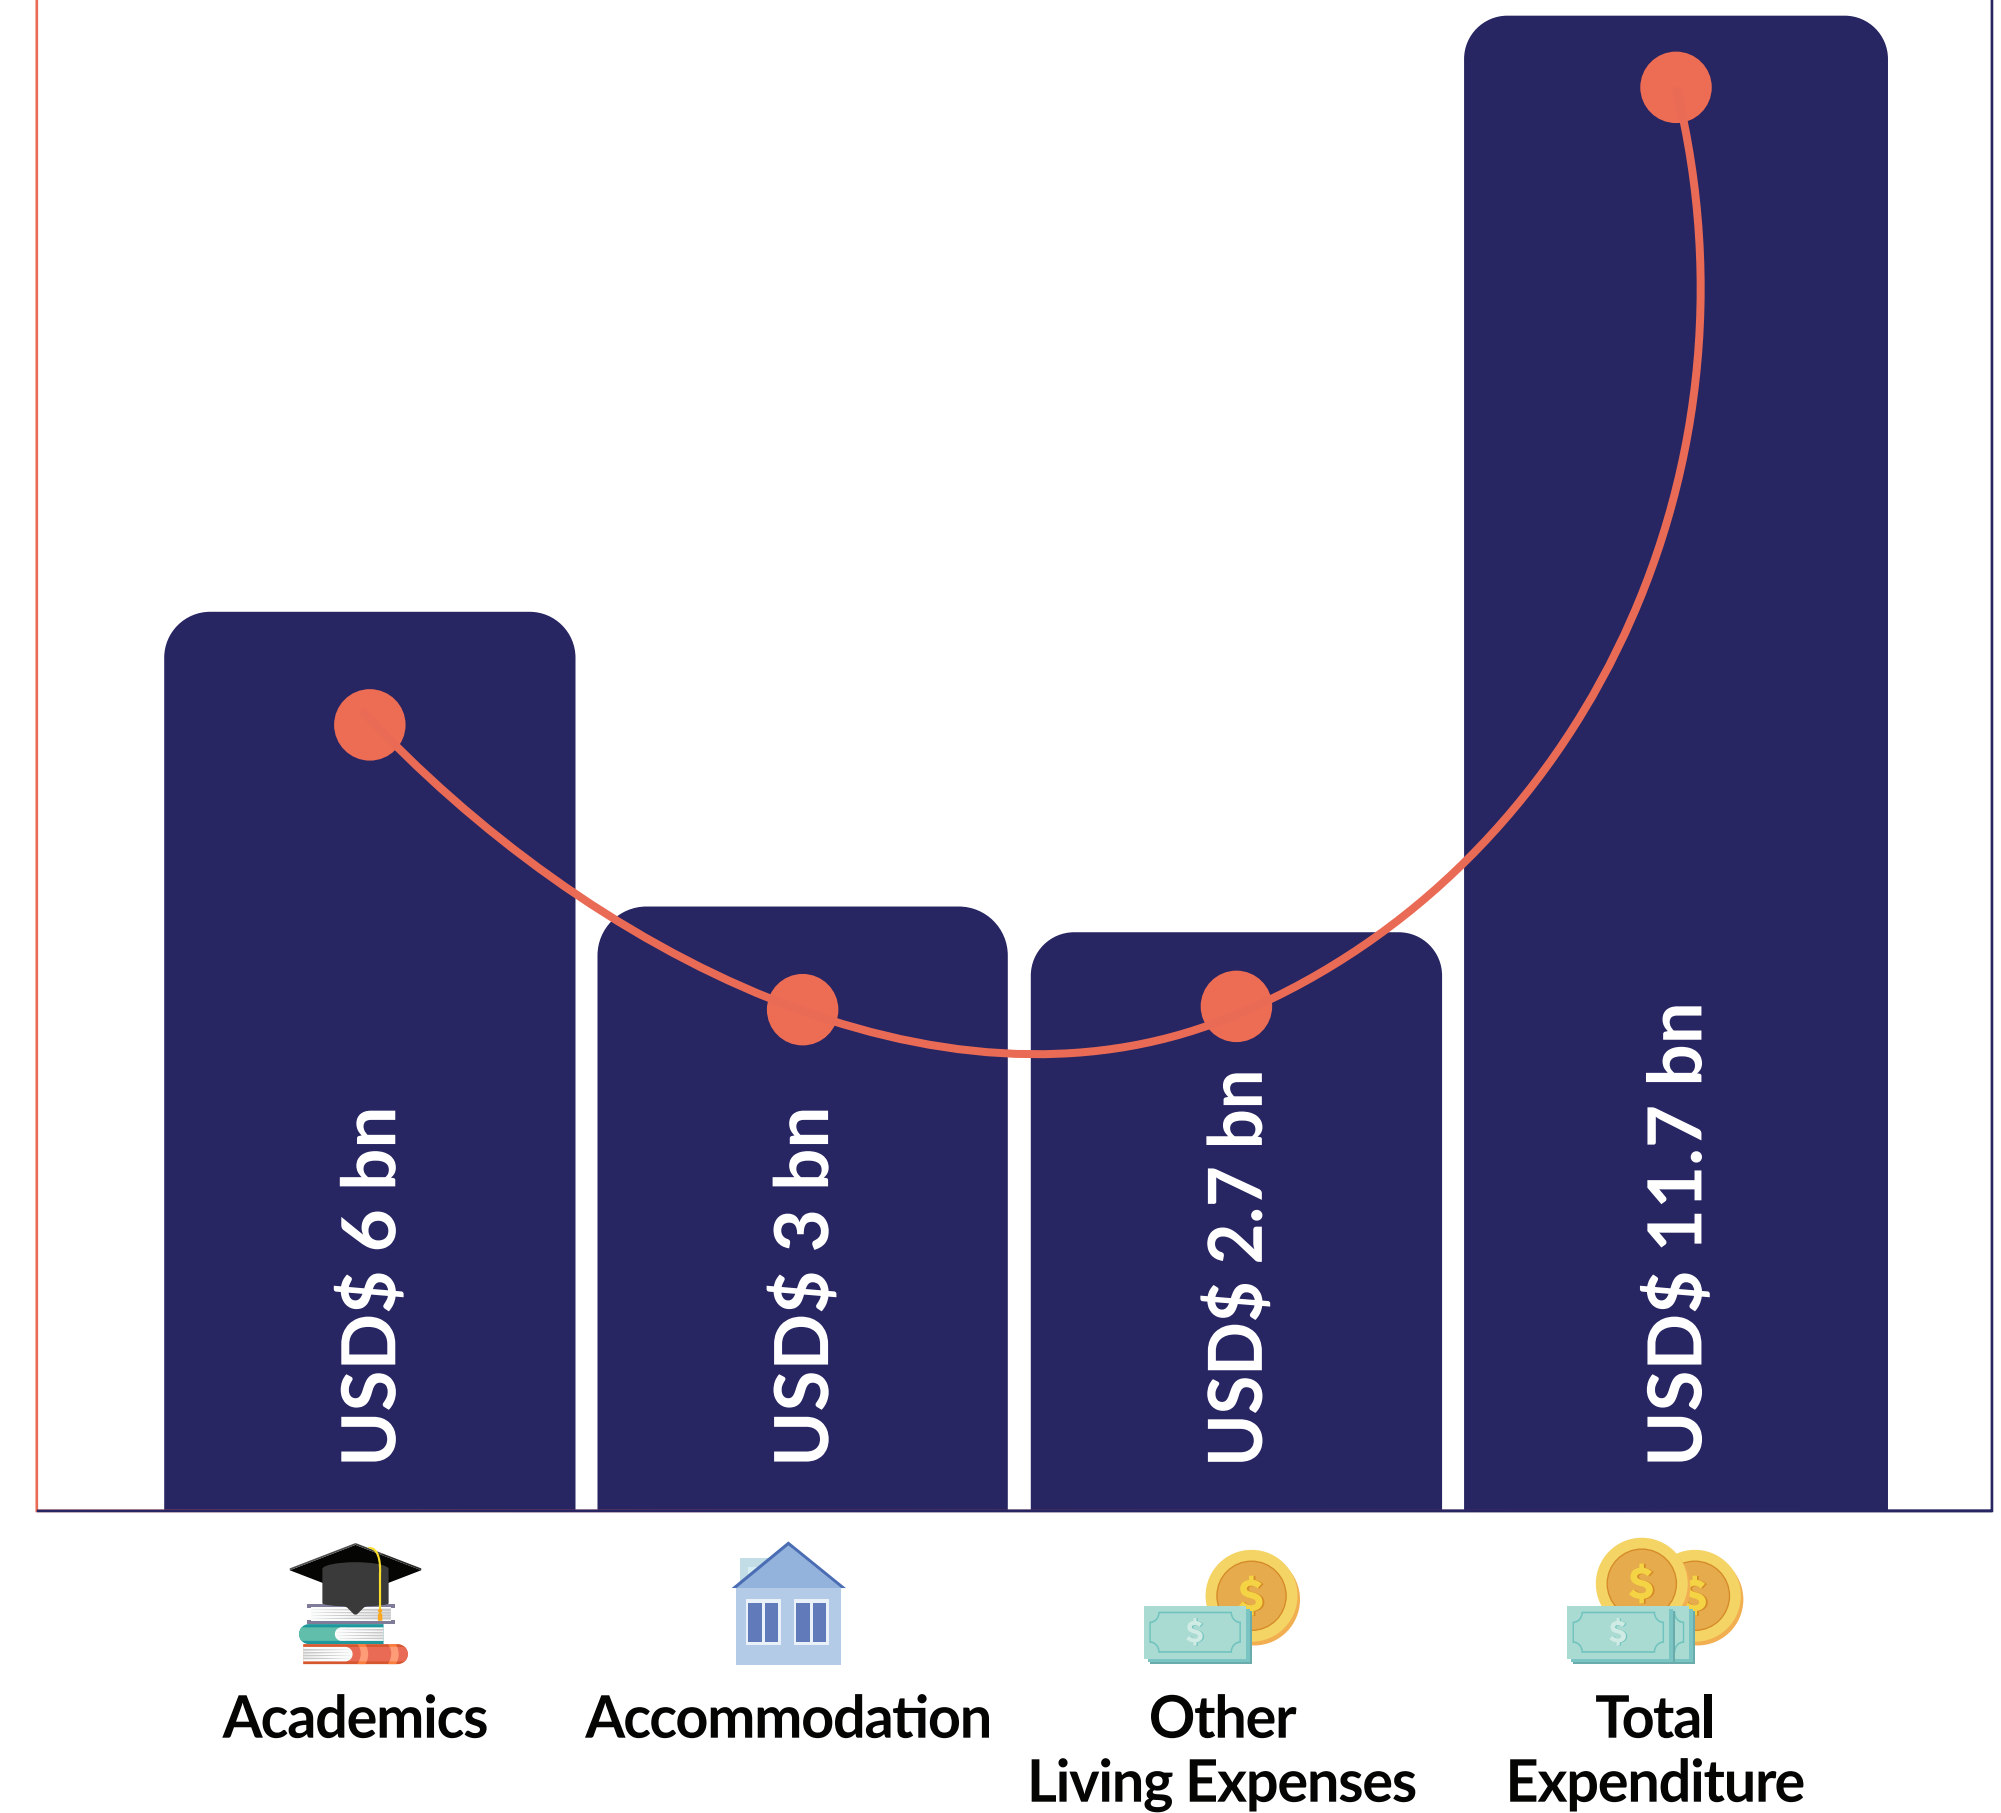 USD$ 6 bn
USD$ 3 bn
USD$ 2.7 bn
USD$ 11.7 bn
Academics
Accommodation
Other
Living Expenses
Total
Expenditure